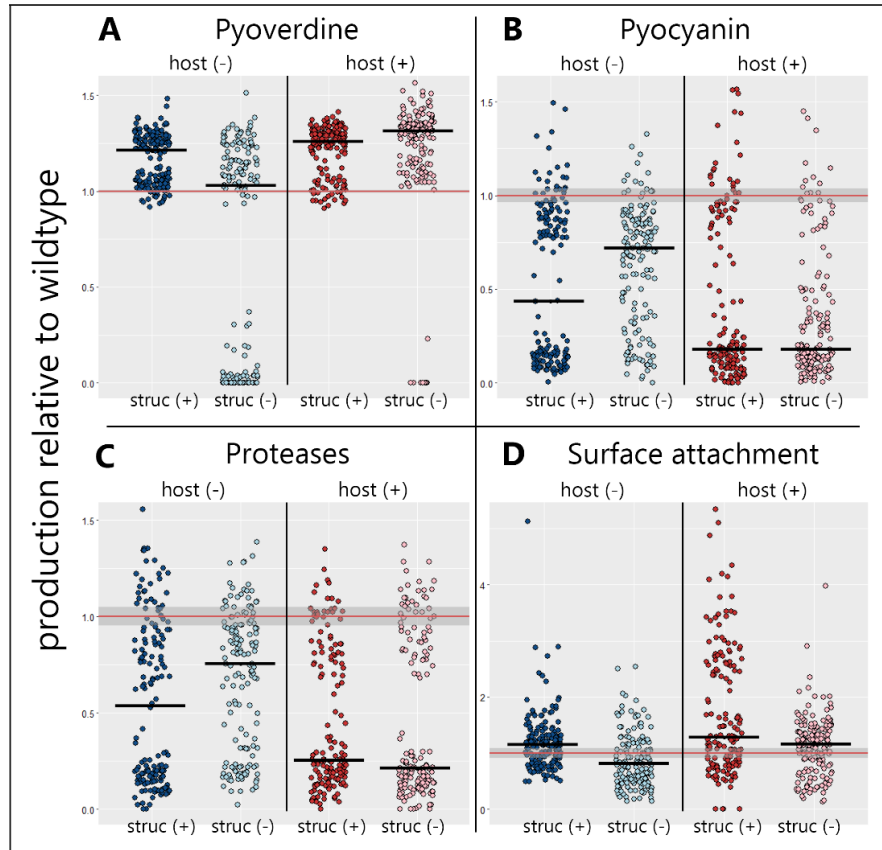 A Pyoverdine
host (-) host (+)
1.5
1.0
0.5
0.0
struc (+) struc (-) struc (+) struc (-)
B Pyocyanin
host (-) host (+)
1.5
1.0
0.5
0.0
struc (+) struc (-) struc (+) struc (-)
production relative to wildtype
C Proteases
host (-) host (+)
1.5
1.0
0.5
0.0
struc (+) struc (-) struc (+) struc (-)
D Surface attachment
host (-) host (+)
4
2
0
struc (+) struc (-) struc (+) struc (-)